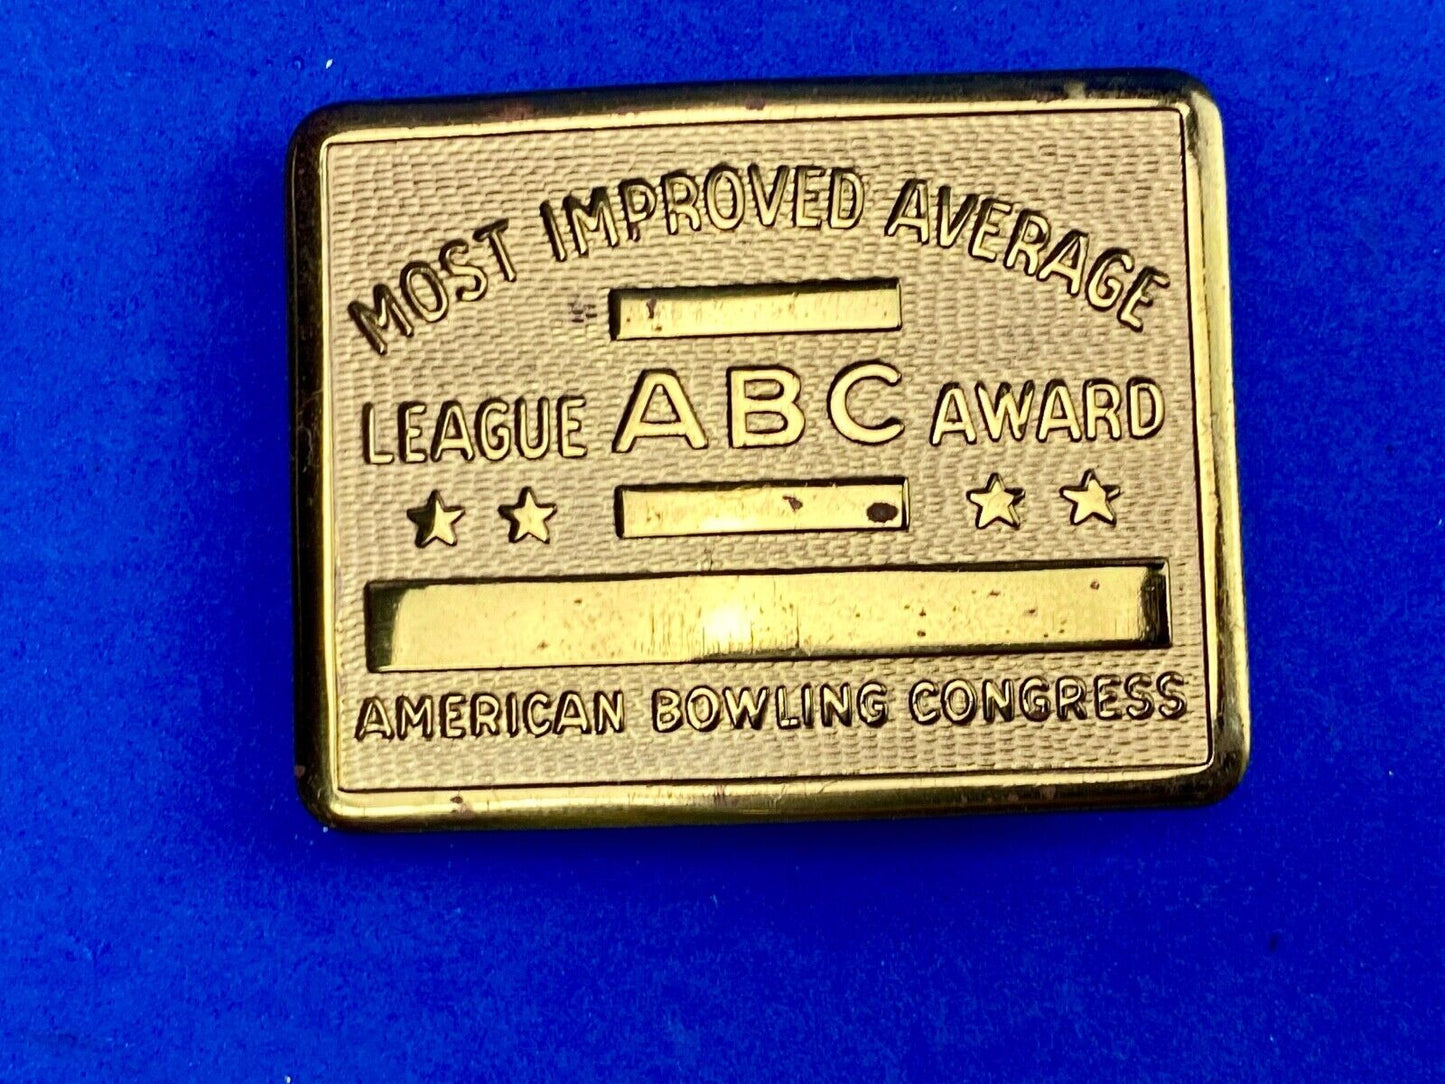 MOST IMPROVED AVERAGE
LEAGUE ABC AWARD
AMERICAN BOWLING CONGRESS